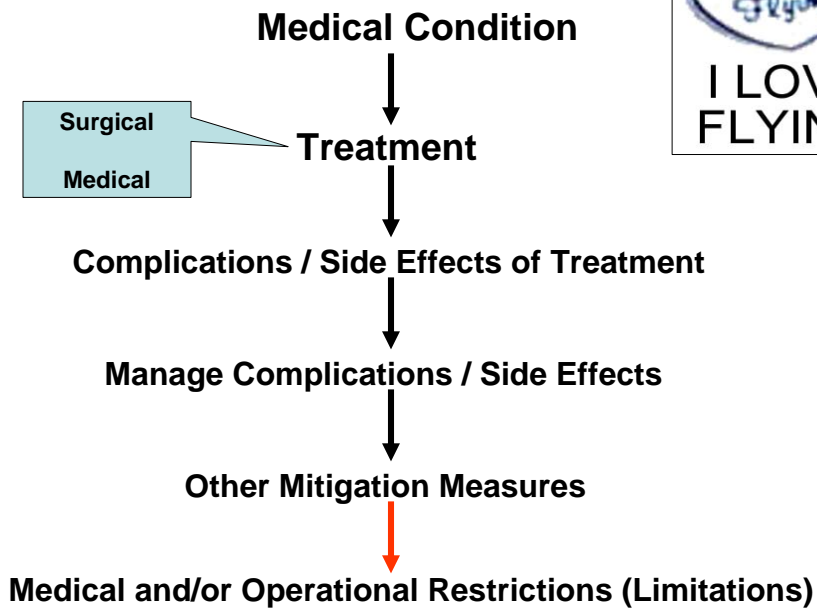 Medical Condition
I LOV
FLYIN
Surgical
Treatment
Medical
Complications / Side Effects of Treatment
Manage Complications / Side Effects
Other Mitigation Measures
Medical and/or Operational Restrictions (Limitations)